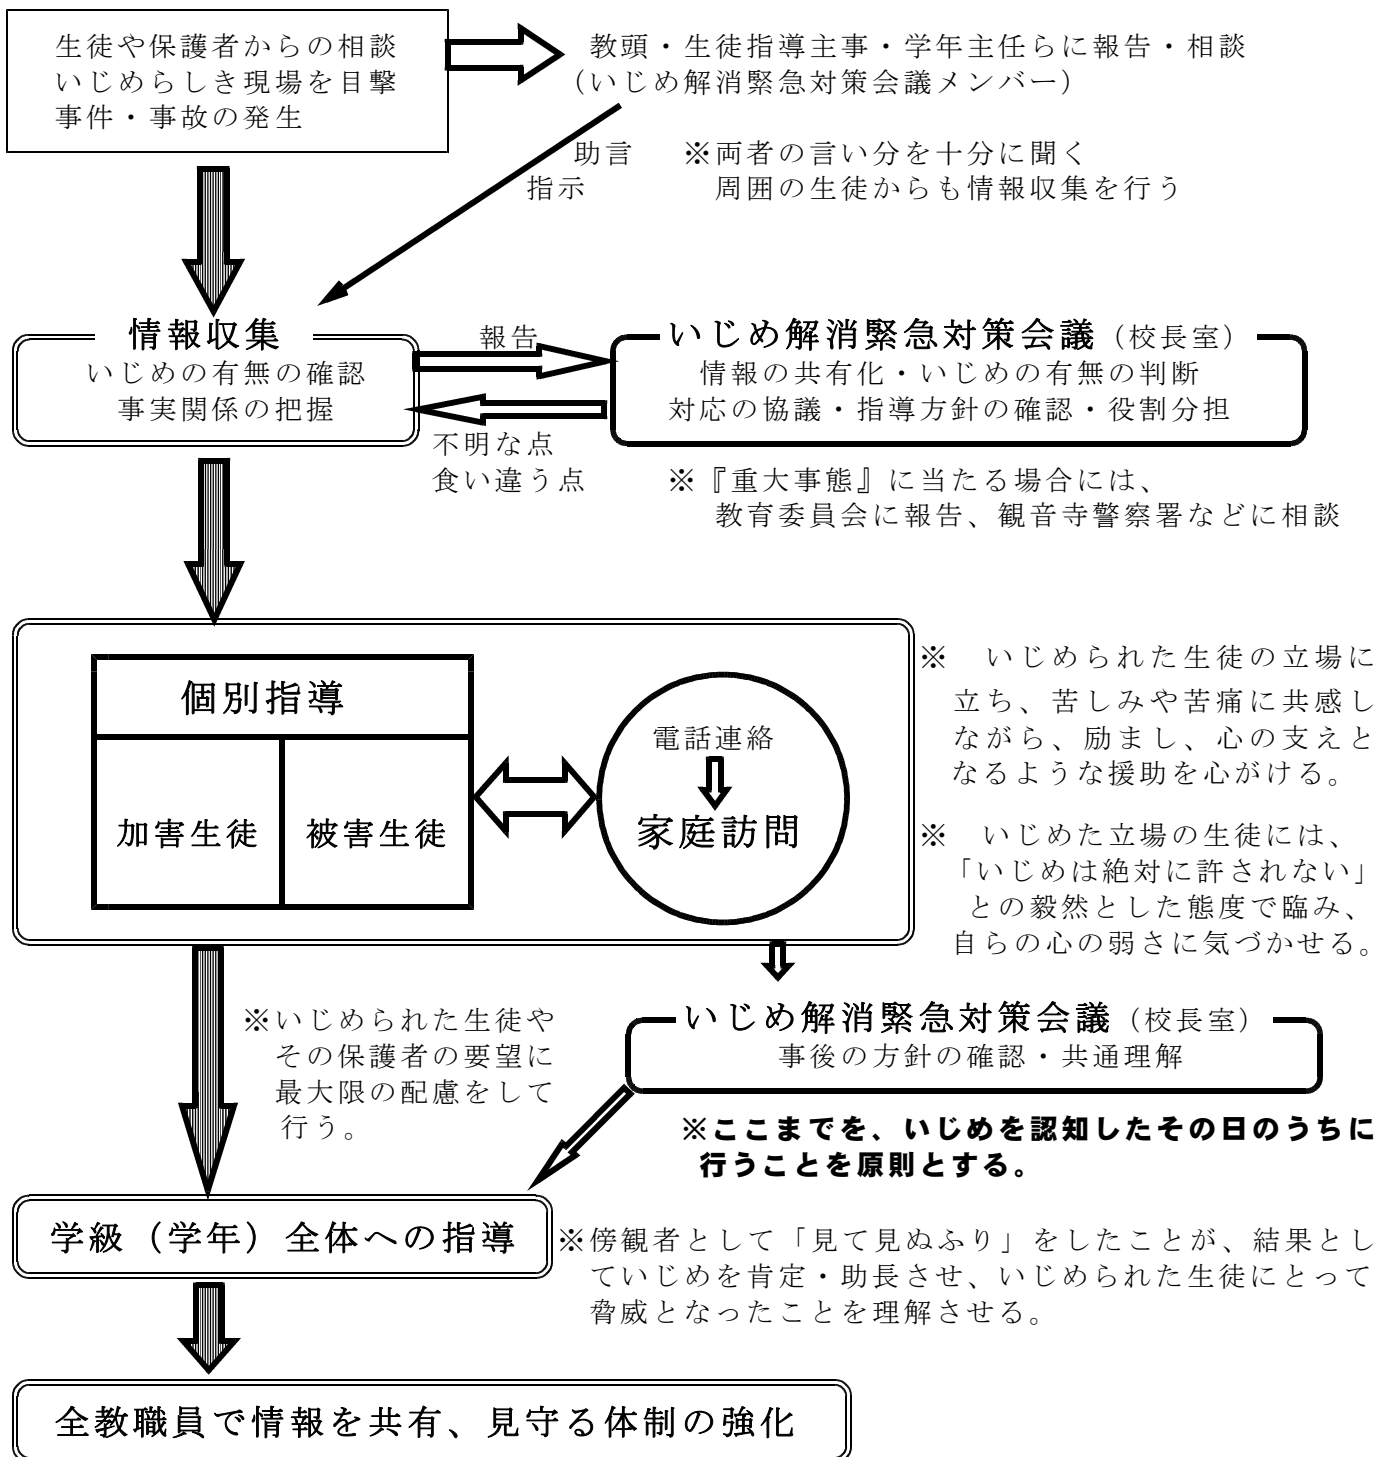 生徒や保護者からの相談
いじめらしき現場を目撃
事件・事故の発生
教頭・生徒指導主事・学年主任らに報告・相談
(いじめ解消緊急対策会議メンバー)
助言
指示
※両者の言い分を十分に聞く
周囲の生徒からも情報収集を行う
情報収集
いじめの有無の確認
事実関係の把握
報告
不明な点
食い違う点
いじめ解消緊急対策会議(校長室)
情報の共有化・いじめの有無の判断
対応の協議・指導方針の確認・役割分担
※『重大事態』に当たる場合には、
教育委員会に報告、観音寺警察署などに相談
個別指導
加害生徒
被害生徒
電話連絡
家庭訪問
※ いじめられた生徒の立場に
立ち、苦しみや苦痛に共感し
ながら、励まし、心の支えと
なるような援助を心がける。
※ いじめた立場の生徒には、
「いじめは絶対に許されない」
との毅然とした態度で臨み、
自らの心の弱さに気づかせる。
※いじめられた生徒や
その保護者の要望に
最大限の配慮をして
行う。
いじめ解消緊急対策会議(校長室)
事後の方針の確認・共通理解
※ここまでを、いじめを認知したその日のうちに
行うことを原則とする。
学級(学年)全体への指導
※傍観者として「見て見ぬふり」をしたことが、結果とし
ていじめを肯定・助長させ、いじめられた生徒にとって
脅威となったことを理解させる。
全教職員で情報を共有、見守る体制の強化